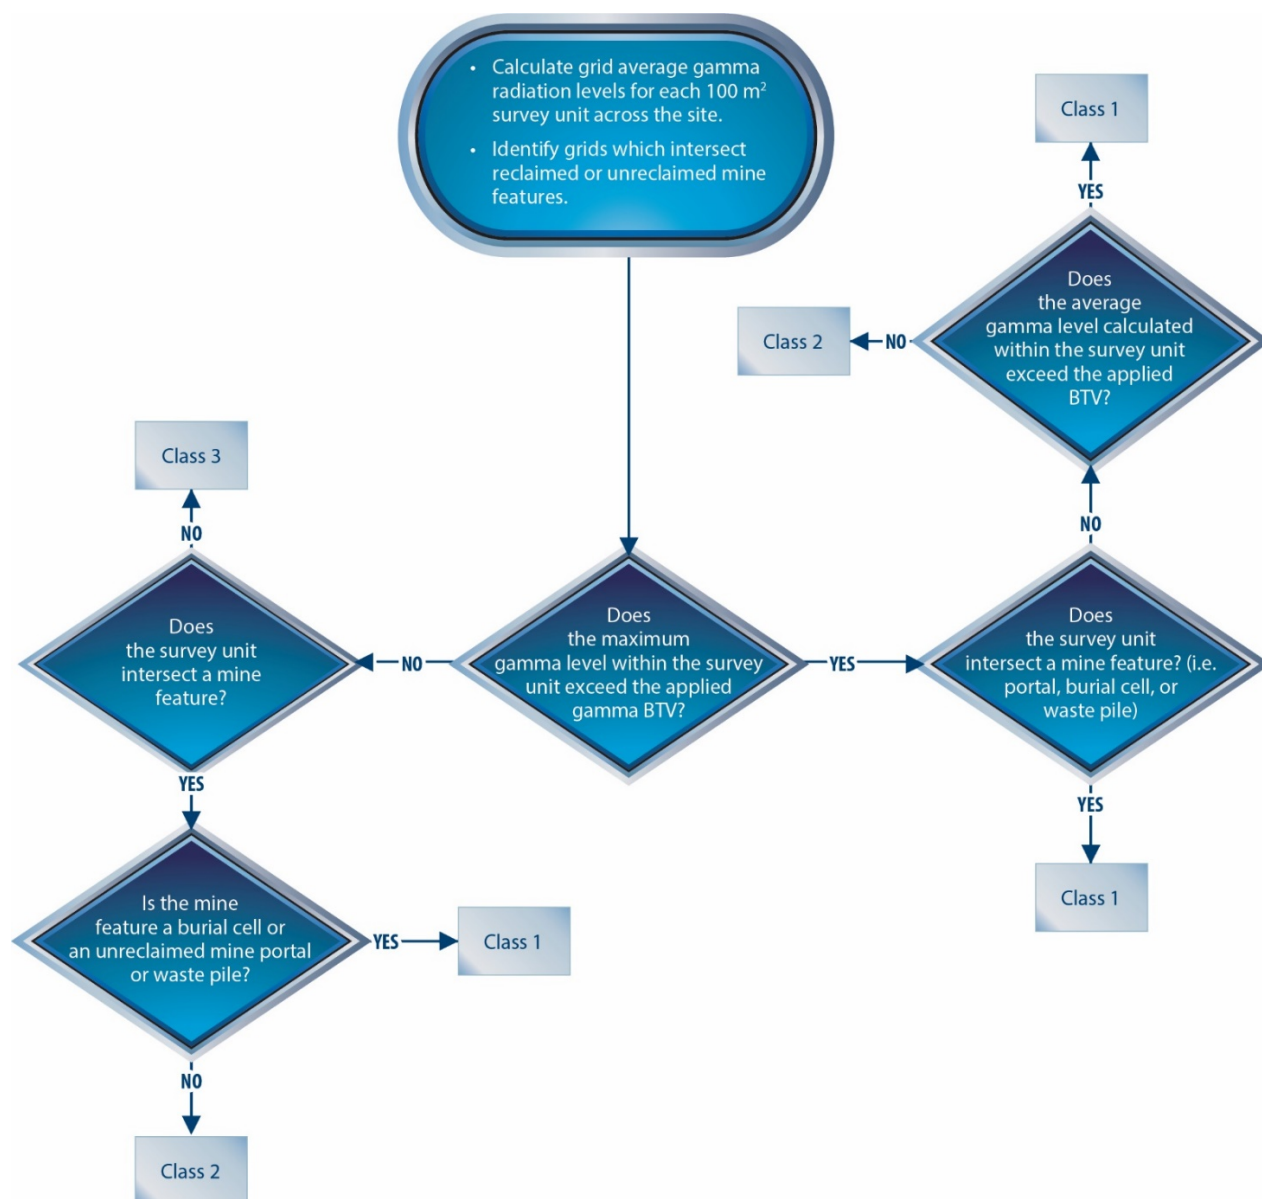 • Calculate grid average gamma
radiation levels for each 100 m²
survey unit across the site.
• Identify grids which intersect
reclaimed or unreclaimed mine
features.
Class 1
YES
Does
the average
gamma level calculated
within the survey unit
exceed the applied
BTV?
NO
Class 2
Class 3
NO
Does
the survey unit
intersect a mine
feature?
NO
Does
the maximum
gamma level within the survey
unit exceed the applied
gamma BTV?
YES
NO
Does
the survey unit
intersect a mine feature? (i.e.
portal, burial cell, or
waste pile)
YES
Class 1
YES
Is the mine
feature a burial cell or
an unreclaimed mine portal
or waste pile?
YES
Class 1
NO
Class 2